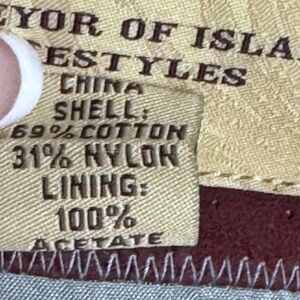 EYOR OF ISLA
ESTYLES
CHINA
SHELL:
69% COTTON
31% NYLON
LINING:
100%
ACETATE